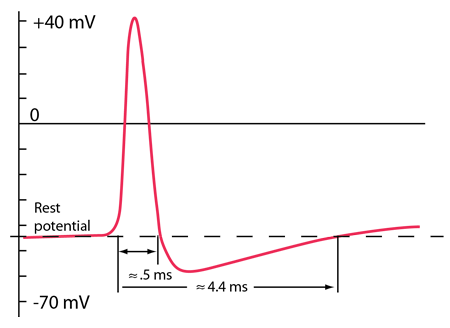 +40 mV
0
Rest
potential
≈.5 ms
≈4.4 ms
-70 mV